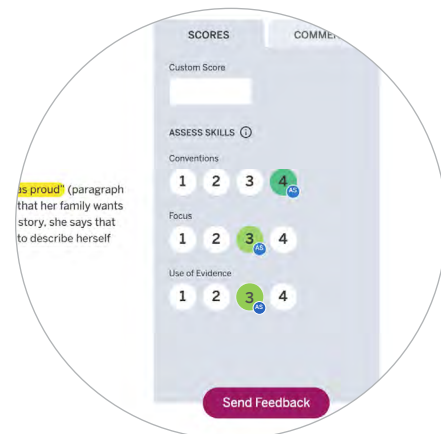 SCORES
COMME
Custom Score
ASSESS SKILLS
Conventions
1 2 3 4
AS
as proud" (paragraph
that her family wants
story, she says that
to describe herself
Focus
1 2 3 4
AS
Use of Evidence
1 2 3 4
AS
Send Feedback